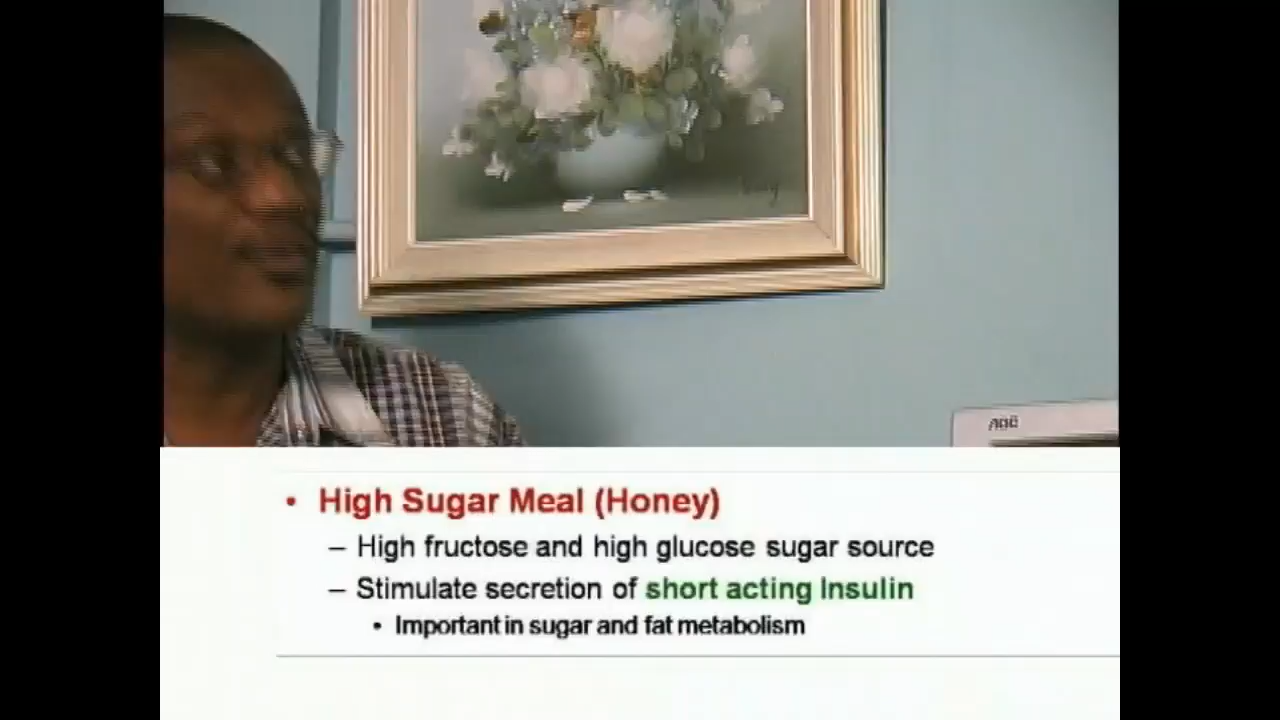 AOC
• High Sugar Meal (Honey)
– High fructose and high glucose sugar source
– Stimulate secretion of short acting Insulin
• Important in sugar and fat metabolism